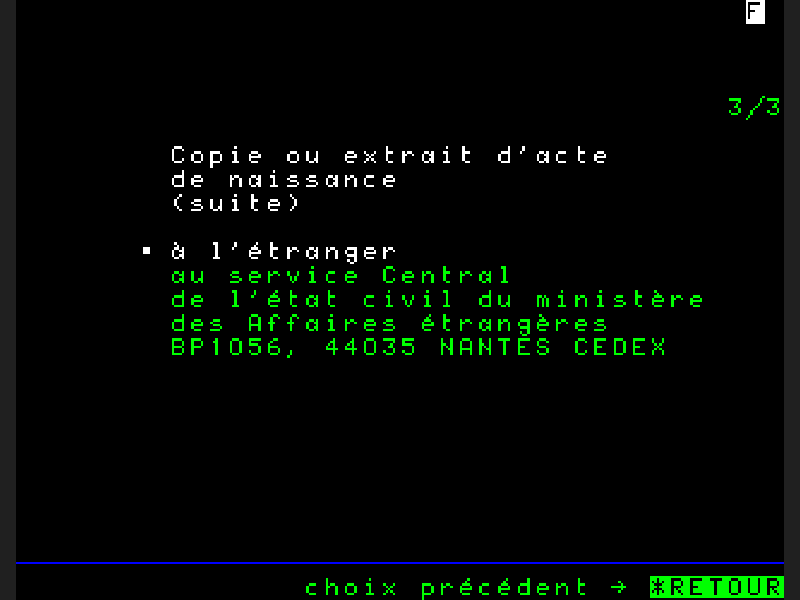 F
3/3
Copie ou extrait d'acte
de naissance
(suite)
▪ à l'étranger
au service Central
de l'état civil du ministère
des Affaires étrangères
BP1056, 44035 NANTES CEDEX
choix précédent → *RETOUR